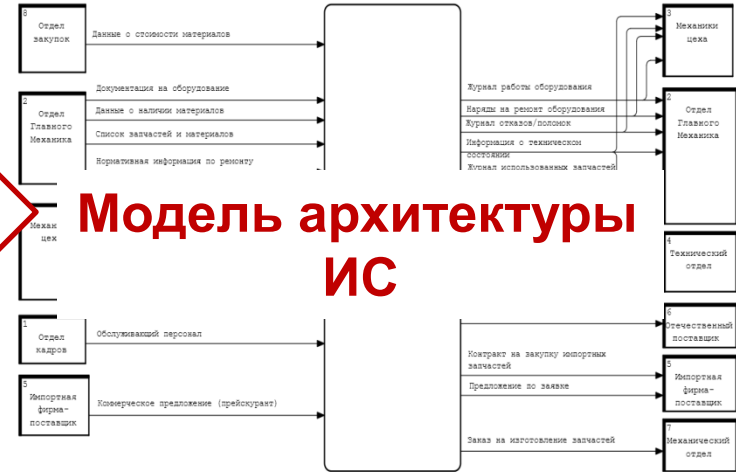 8
Отдел
закупок
Данные о стоимости материалов
3
Механики
цеха
2
Отдел
Главного
Механика
Документация на оборудование
Данные о наличии материалов
Список запчастей и материалов
Нормативная информация по ремонту
Журнал работы оборудования
Наряды на ремонт оборудования
Журнал отказов/поломок
Информация о техническом
состоянии
Журнал использованных запчастей
2
Отдел
Главного
Механика
Механ
цех
Модель архитектуры
ИС
4
Технический
отдел
1
Отдел
кадров
Обслуживающий персонал
6
Отечественный
поставщик
Контракт на закупку импортных
запчастей
Предложение по заявке
5
Импортная
фирма-
поставщик
5
Импортная
фирма-
поставщик
Коммерческое предложение (прейскурант)
Заказ на изготовление запчастей
7
Механический
отдел